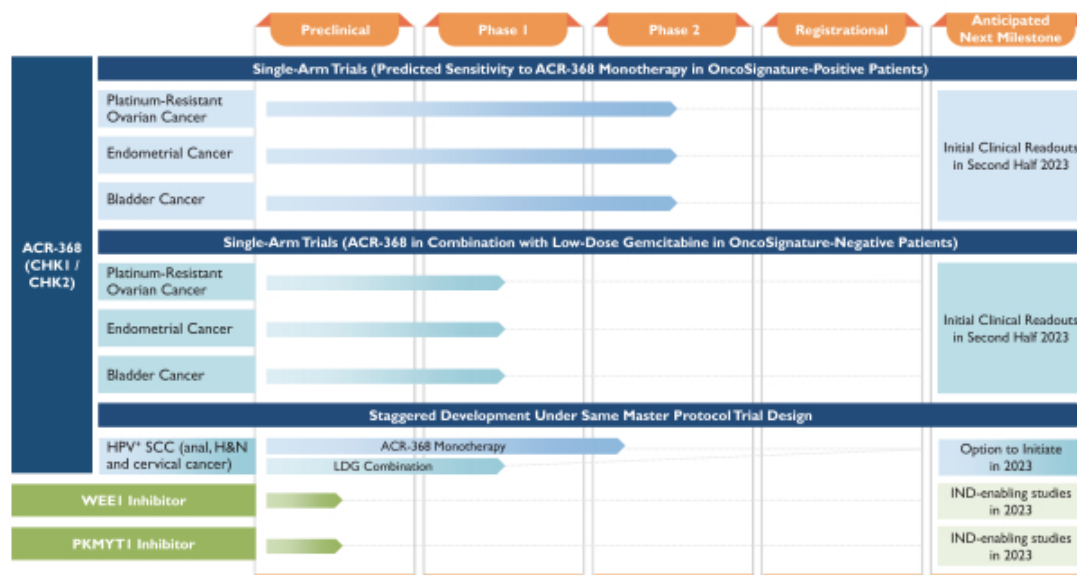 Preclinical
Phase 1
Phase 2
Registrational
Anticipated
Next Milestone
Single-Arm Trials (Predicted Sensitivity to ACR-368 Monotherapy in OncoSignature-Positive Patients)
Platinum-Resistant
Ovarian Cancer
Endometrial Cancer
Bladder Cancer
Initial Clinical Readouts
in Second Half 2023
ACR-368
(CHK1 /
CHK2)
Single-Arm Trials (ACR-368 in Combination with Low-Dose Gemcitabine in OncoSignature-Negative Patients)
Platinum-Resistant
Ovarian Cancer
Endometrial Cancer
Bladder Cancer
Initial Clinical Readouts
in Second Half 2023
Staggered Development Under Same Master Protocol Trial Design
HPV⁺ SCC (anal, H&N
and cervical cancer)
ACR-368 Monotherapy
LDG Combination
Option to Initiate
in 2023
WEE1 Inhibitor
IND-enabling studies
in 2023
PKMYT1 Inhibitor
IND-enabling studies
in 2023